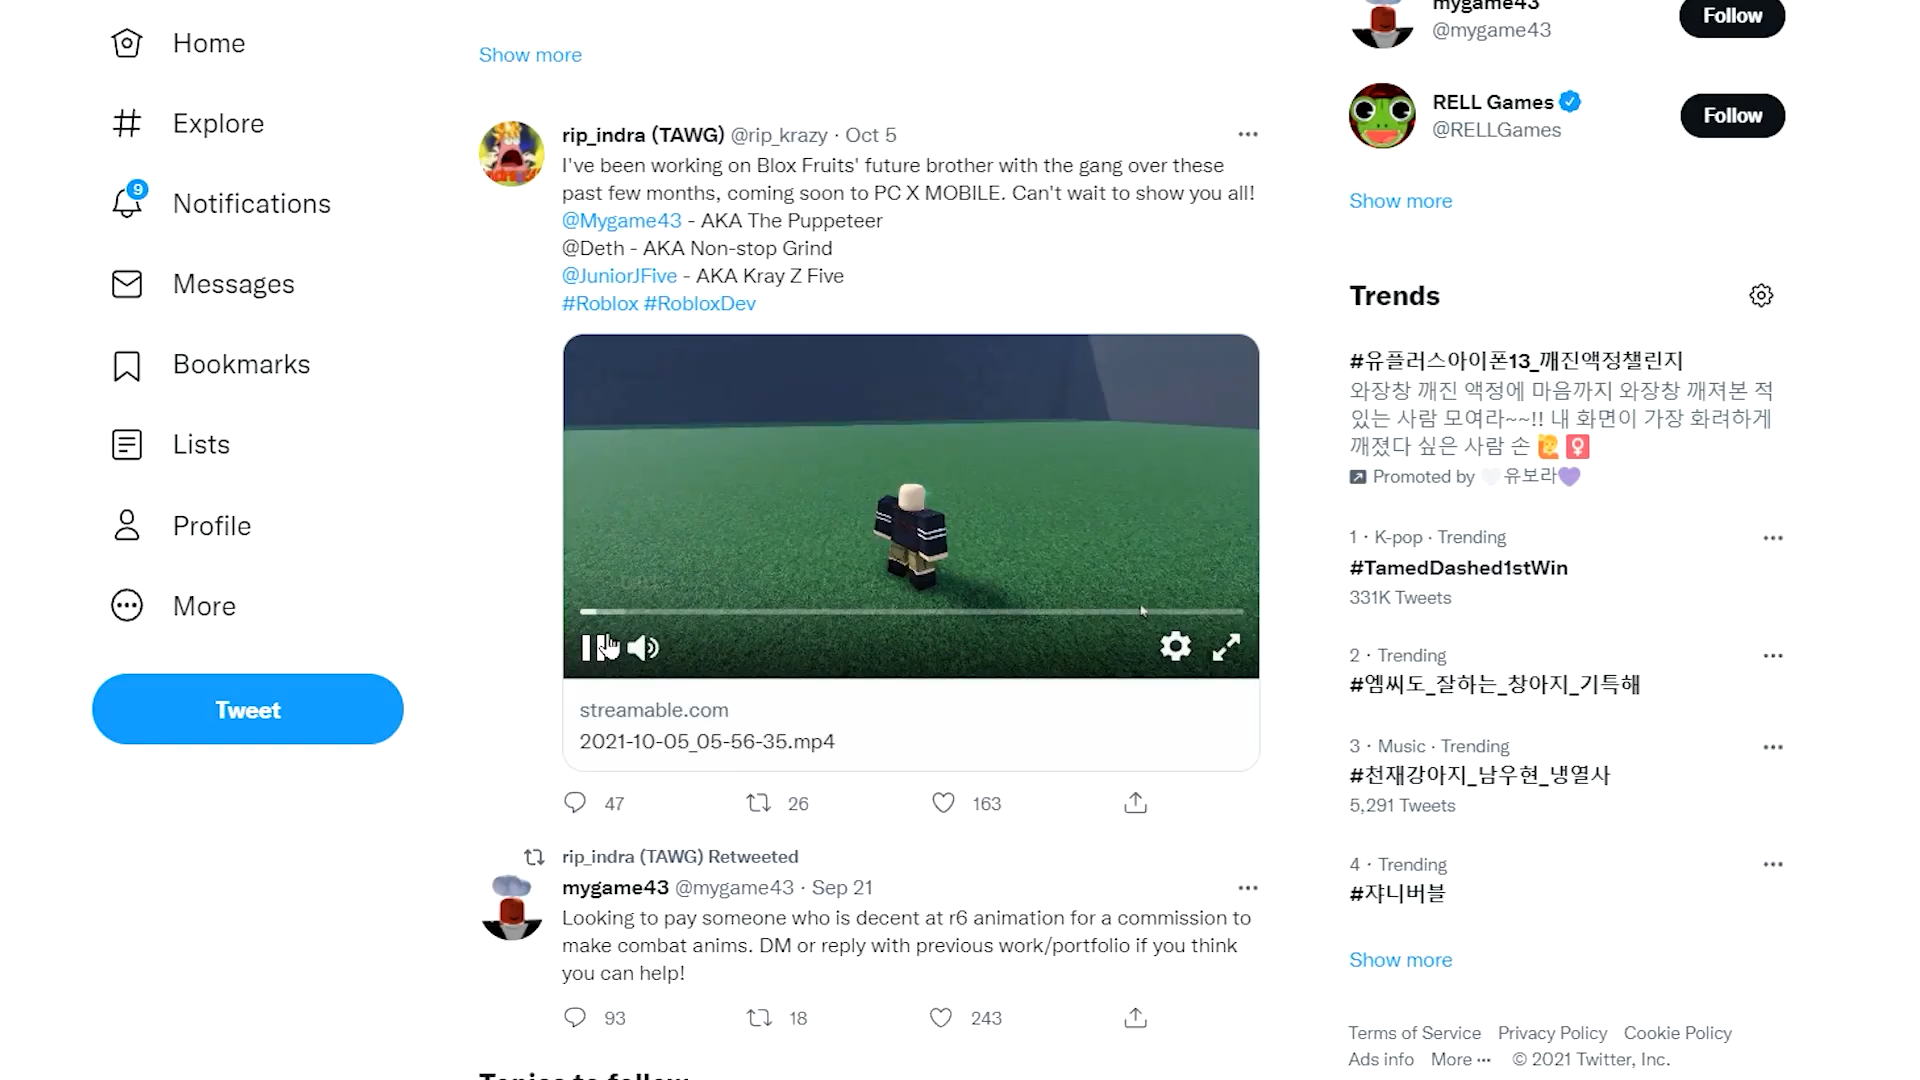 Home
Explore
9
Notifications
Messages
Bookmarks
Lists
Profile
More
Tweet
Show more
rip_indra (TAWG) @rip_krazy · Oct 5
I've been working on Blox Fruits' future brother with the gang over these
past few months, coming soon to PC X MOBILE. Can't wait to show you all!
@Mygame43 - AKA The Puppeteer
@Deth - AKA Non-stop Grind
@JuniorJFive - AKA Kray Z Five
#Roblox #RobloxDev
streamable.com
2021-10-05_05-56-35.mp4
47 26 163
rip_indra (TAWG) Retweeted
mygame43 @mygame43 · Sep 21
Looking to pay someone who is decent at r6 animation for a commission to
make combat anims. DM or reply with previous work/portfolio if you think
you can help!
93 18 243
Topics to follow
mygame43
@mygame43
Follow
RELL Games
@RELLGames
Follow
Show more
Trends
#유플러스아이폰13_깨진액정챌린지
와장창 깨진 액정에 마음까지 와장창 깨져본 적
있는 사람 모여라~~!! 내 화면이 가장 화려하게
깨졌다 싶은 사람 손 🙋♀
Promoted by 🤍유보라💜
1 · K-pop · Trending
#TamedDashed1stWin
331K Tweets
2 · Trending
#엠씨도_잘하는_창아지_기특해
3 · Music · Trending
#천재강아지_남우현_냉열사
5,291 Tweets
4 · Trending
#쟈니버블
Show more
Terms of Service Privacy Policy Cookie Policy
Ads info More ··· © 2021 Twitter, Inc.